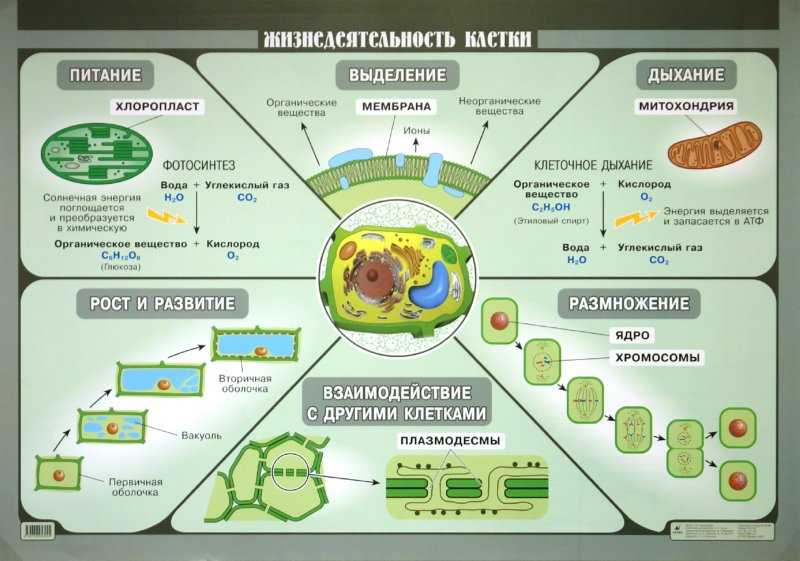 ЖИЗНЕДЕЯТЕЛЬНОСТЬ КЛЕТКИ
ПИТАНИЕ
ХЛОРОПЛАСТ
ФОТОСИНТЕЗ
Солнечная энергия
поглощается
и преобразуется
в химическую
Вода + Углекислый газ
H₂O CO₂
Органическое вещество + Кислород
C₆H₁₂O₆ O₂
(Глюкоза)
ВЫДЕЛЕНИЕ
Органические
вещества
МЕМБРАНА
Неорганические
вещества
Ионы
ДЫХАНИЕ
МИТОХОНДРИЯ
КЛЕТОЧНОЕ ДЫХАНИЕ
Органическое
вещество + Кислород
C₂H₅OH O₂
(Этиловый спирт)
Энергия выделяется
и запасается в АТФ
Вода + Углекислый газ
H₂O CO₂
РОСТ И РАЗВИТИЕ
Вторичная
оболочка
Вакуоль
Первичная
оболочка
ВЗАИМОДЕЙСТВИЕ
С ДРУГИМИ КЛЕТКАМИ
ПЛАЗМОДЕСМЫ
РАЗМНОЖЕНИЕ
ЯДРО
ХРОМОСОМЫ